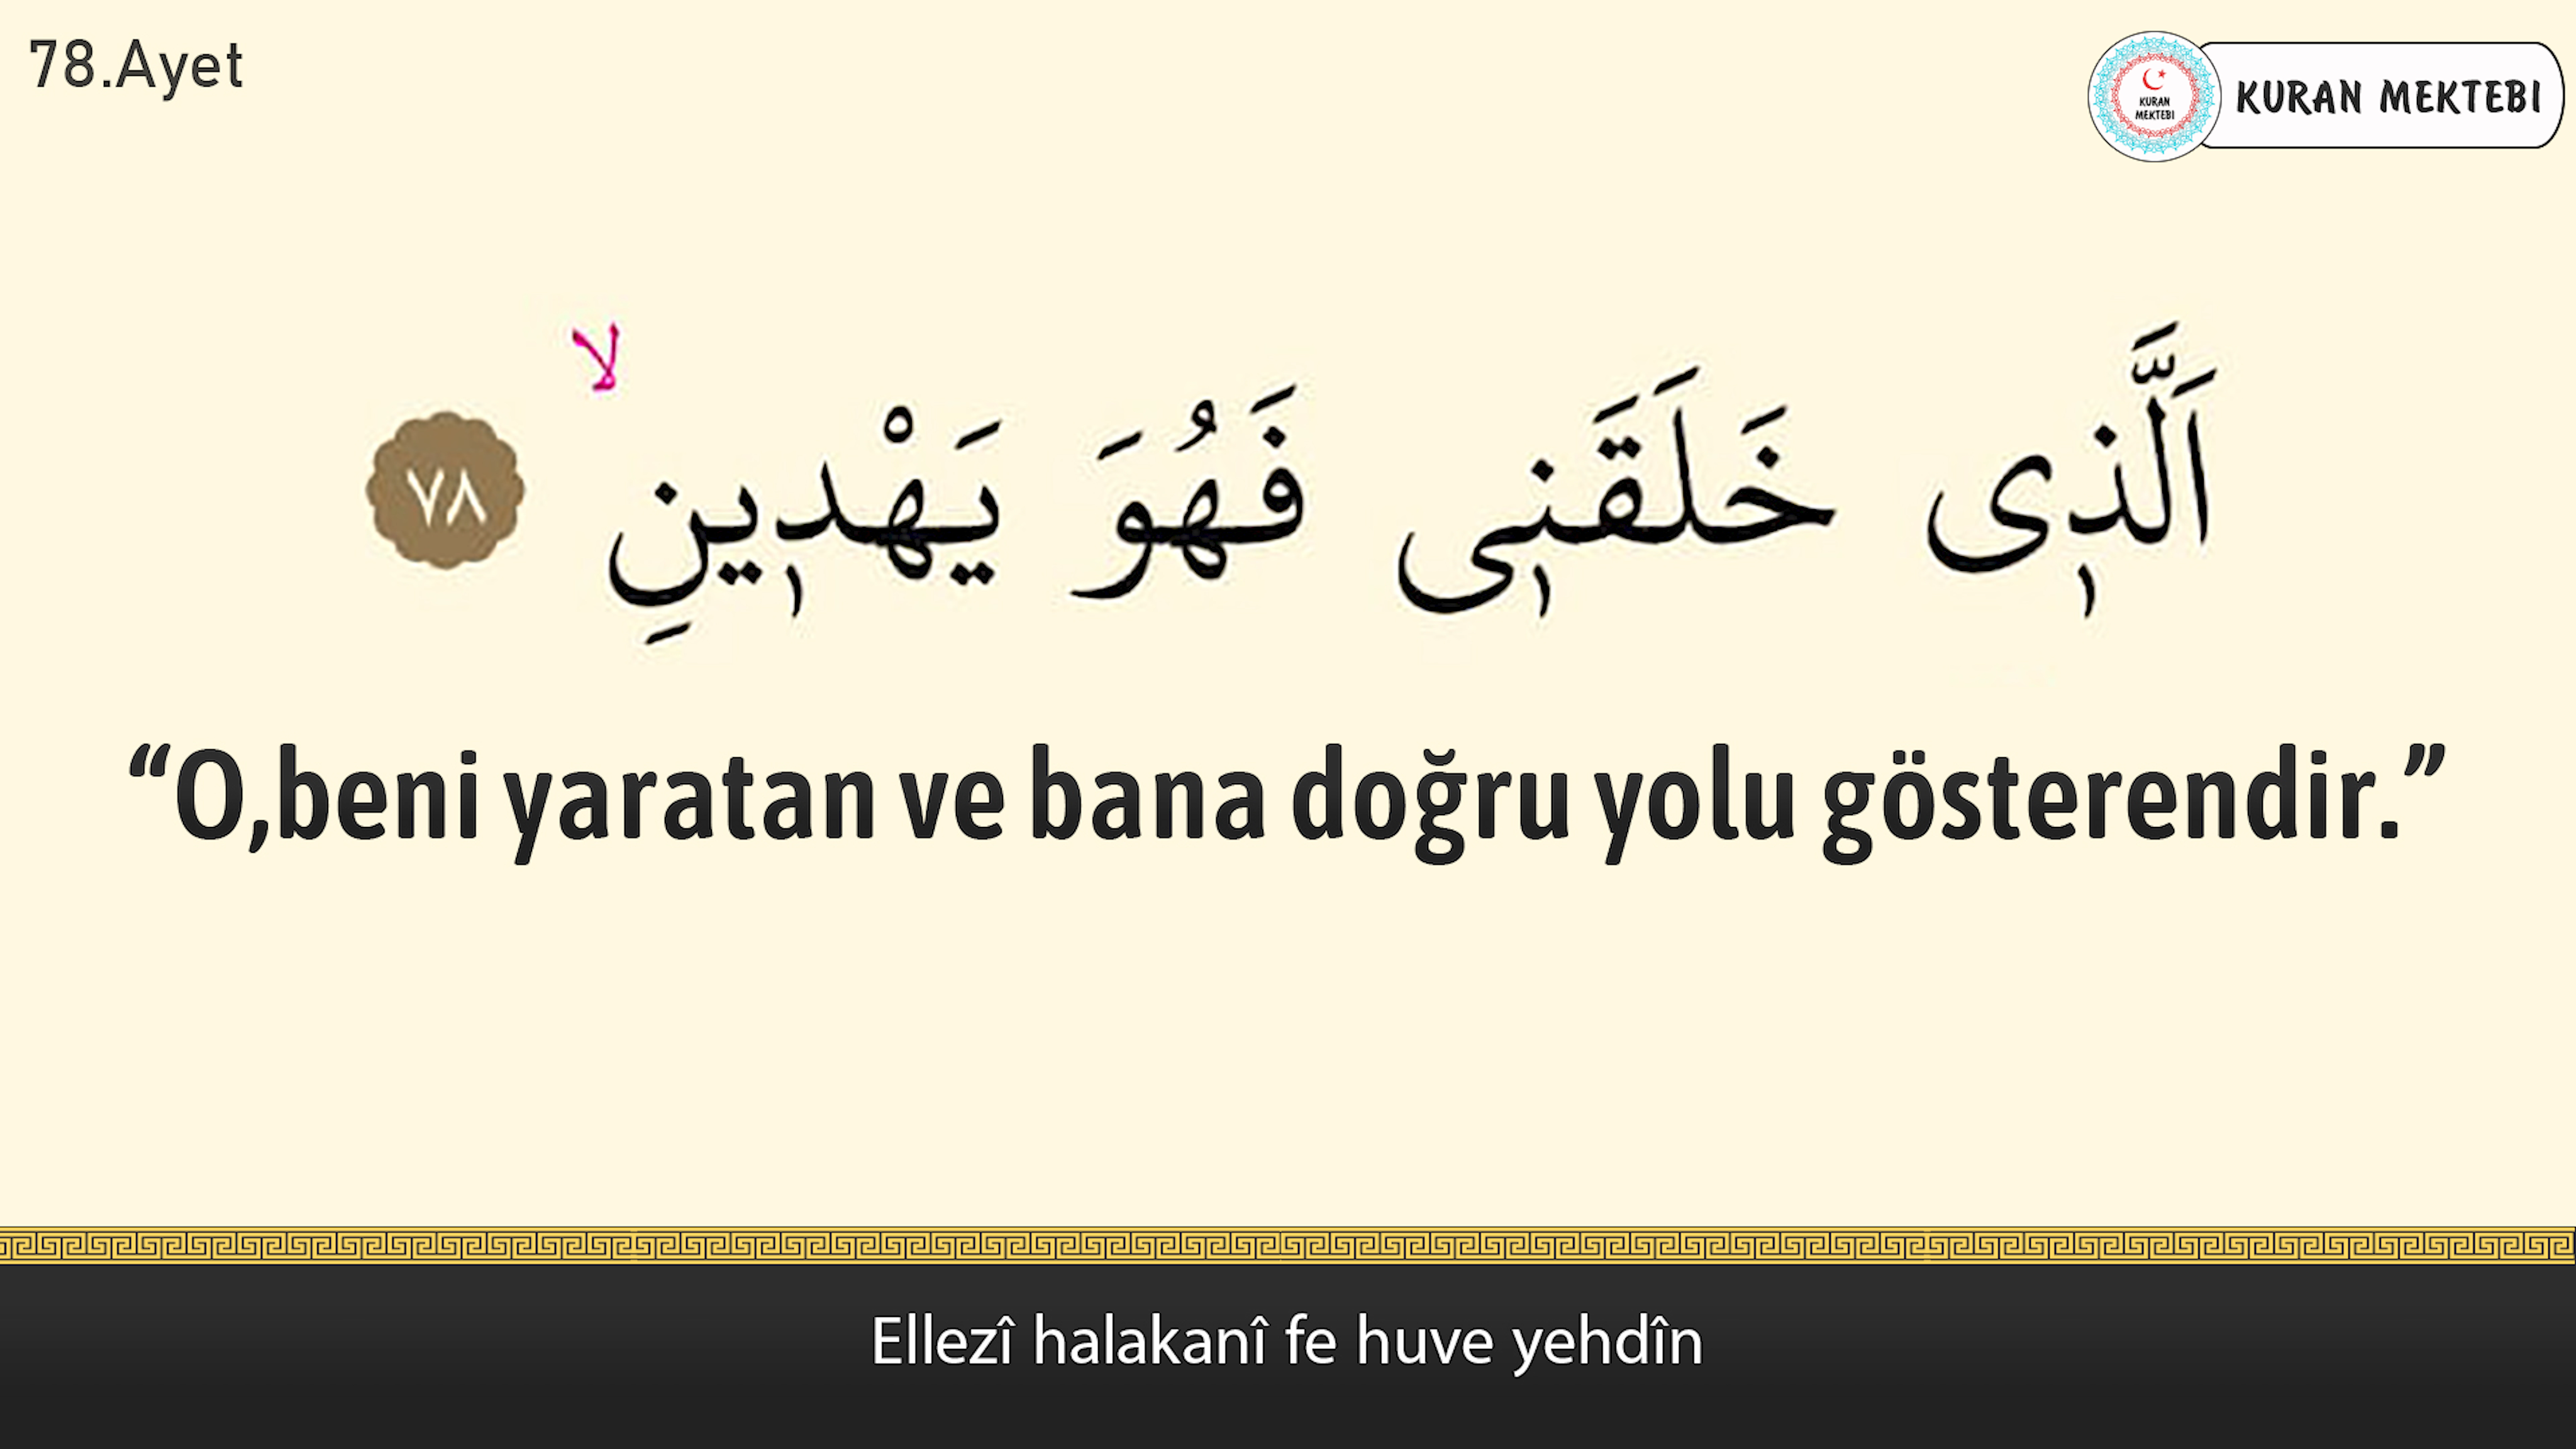 78.Ayet
KURAN
MEKTEBI
KURAN MEKTEBI
لا
اَلَّذٖى خَلَقَنٖى فَهُوَ يَهْدٖينِ ٧٨
“O,beni yaratan ve bana doğru yolu gösterendir.”
Ellezî halakanî fe huve yehdîn